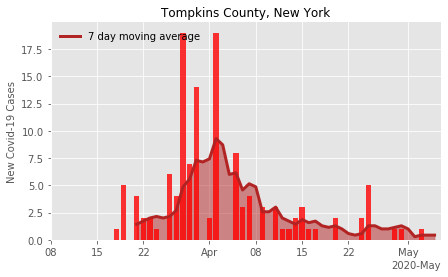 Tompkins County, New York
7 day moving average
New Covid-19 Cases
17.5
15.0
12.5
10.0
7.5
5.0
2.5
0.0
08 15 22 Apr 08 15 22 May
2020-May